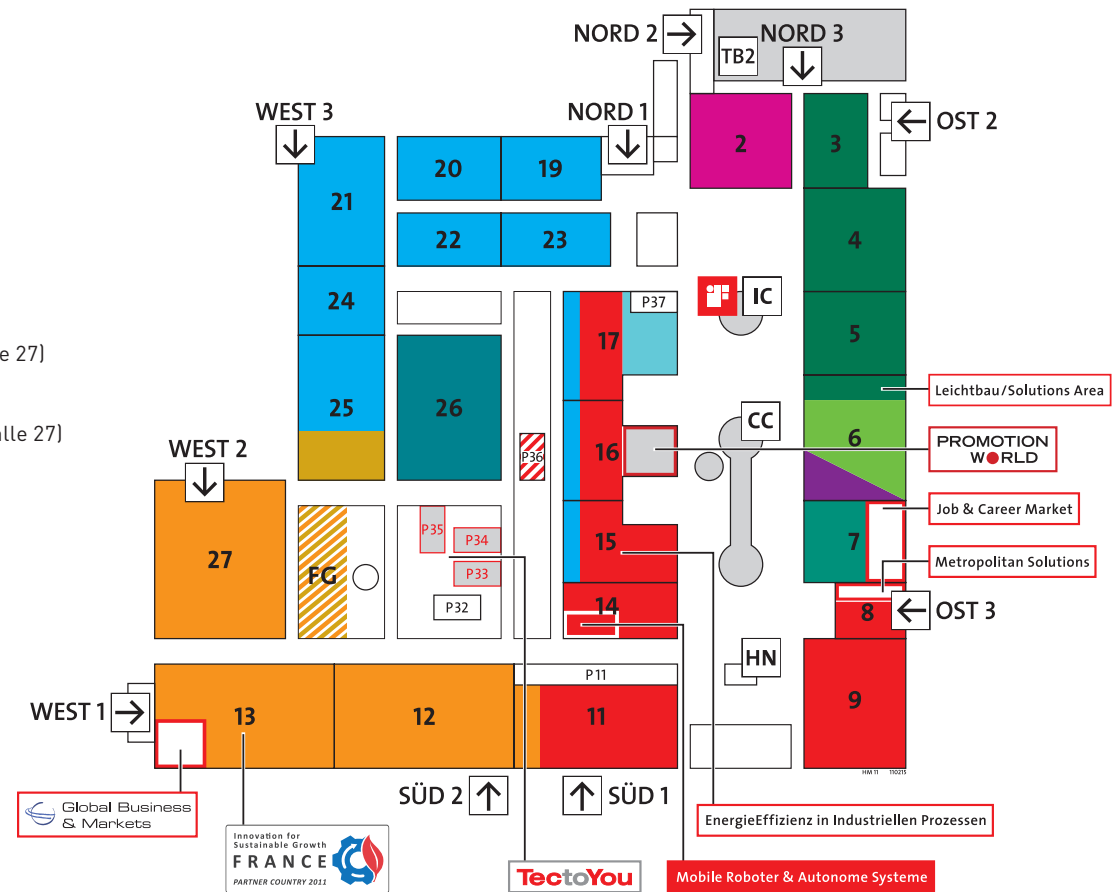 NORD 2
NORD 3
TB2
WEST 3
NORD 1
OST 2
2
3
20
19
21
4
22
23
24
IC
P37
17
5
e 27)
Leichtbau/Solutions Area
25
26
CC
6
alle 27)
WEST 2
P36
16
PROMOTION
WORLD
Job & Career Market
P35
P34
15
7
27
FG
P33
Metropolitan Solutions
P32
14
8
OST 3
HN
P11
WEST 1
13
12
11
9
HM 11 110215
SÜD 2
SÜD 1
Global Business
& Markets
EnergieEffizienz in Industriellen Prozessen
Innovation for
Sustainable Growth
FRANCE
PARTNER COUNTRY 2011
TectoYou
Mobile Roboter & Autonome Systeme